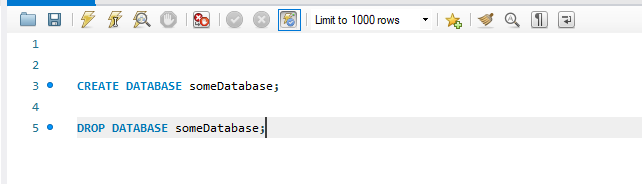 Limit to 1000 rows
1
2
3 CREATE DATABASE someDatabase;
4
5 DROP DATABASE someDatabase;